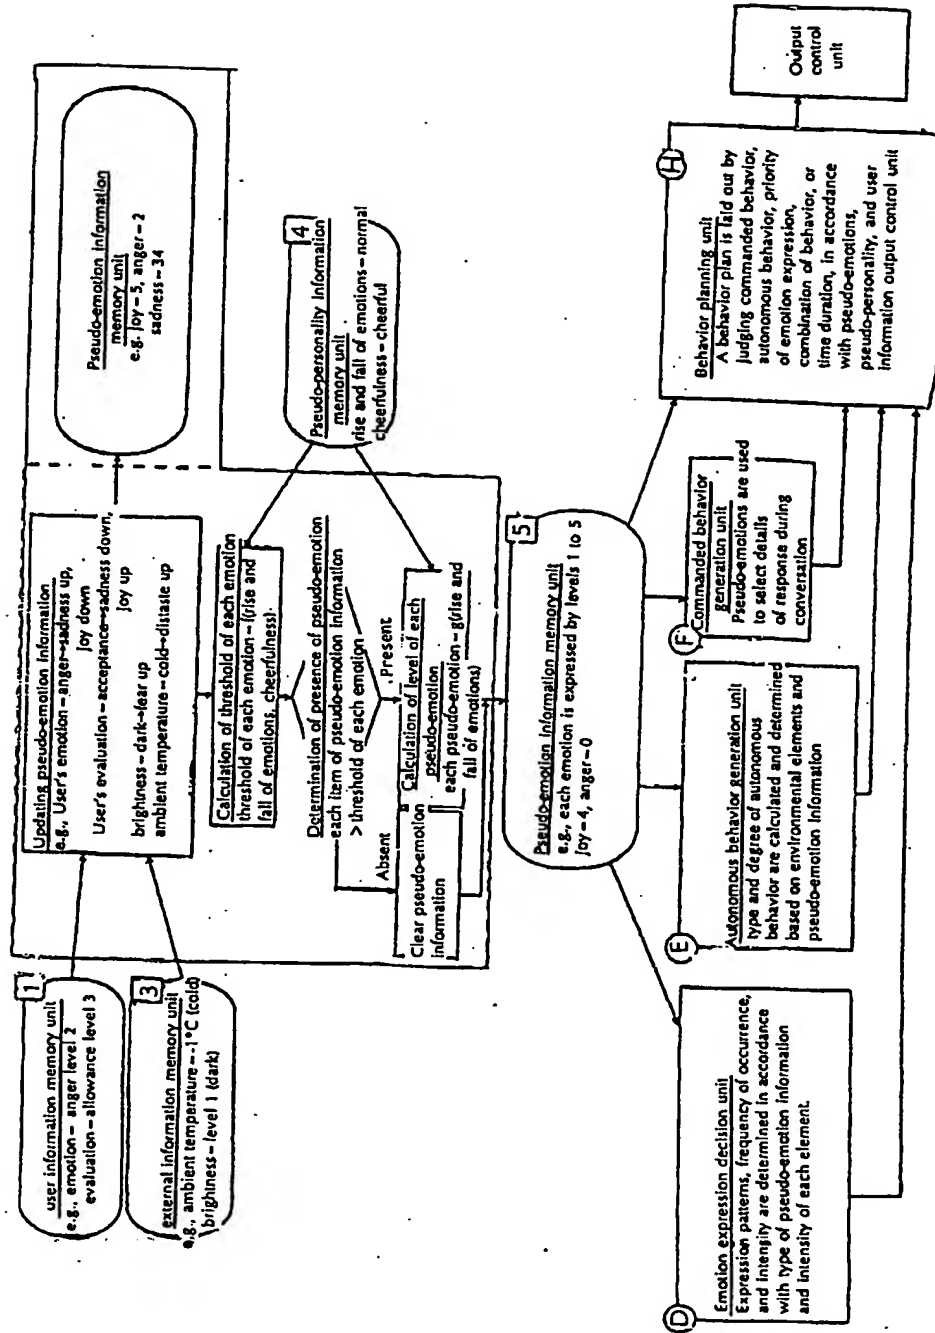 1
user information memory unit
e.g., emotion – anger level 2
evaluation – allowance level 3
3
external information memory unit
e.g., ambient temperature – -1°C (cold)
brightness – level 1 (dark)
Updating pseudo-emotion information
e.g., User's emotion – anger→sadness up,
joy down
User's evaluation – acceptance→sadness down,
joy up
brightness – dark→fear up
ambient temperature – cold→distaste up
Pseudo-emotion information
memory unit
e.g. joy – 5, anger – 2
sadness – 34
Calculation of threshold of each emotion
threshold of each emotion – f(rise and
fall of emotions, cheerfulness)
4
Pseudo-personality information
memory unit
rise and fall of emotions – normal
cheerfulness – cheerful
Determination of presence of pseudo-emotion
each item of pseudo-emotion information
> threshold of each emotion
Absent
Present
Clear pseudo-emotion
information
Calculation of level of each
pseudo-emotion
each pseudo-emotion – g(rise and
fall of emotions)
5
Pseudo-emotion information memory unit
e.g., each emotion is expressed by levels 1 to 5
joy – 4, anger – 0
D
Emotion expression decision unit
Expression patterns, frequency of occurrence,
and intensity are determined in accordance
with type of pseudo-emotion information
and intensity of each element.
E
Autonomous behavior generation unit
type and degree of autonomous
behavior are calculated and determined
based on environmental elements and
pseudo-emotion information
F
Commanded behavior
generation unit
Pseudo-emotions are used
to select details
of response during
conversation
H
Behavior planning unit
A behavior plan is laid out by
judging commanded behavior,
autonomous behavior, priority
of emotion expression,
combination of behavior, or
time duration, in accordance
with pseudo-emotions,
pseudo-personality, and user
information output control unit
Output
control
unit